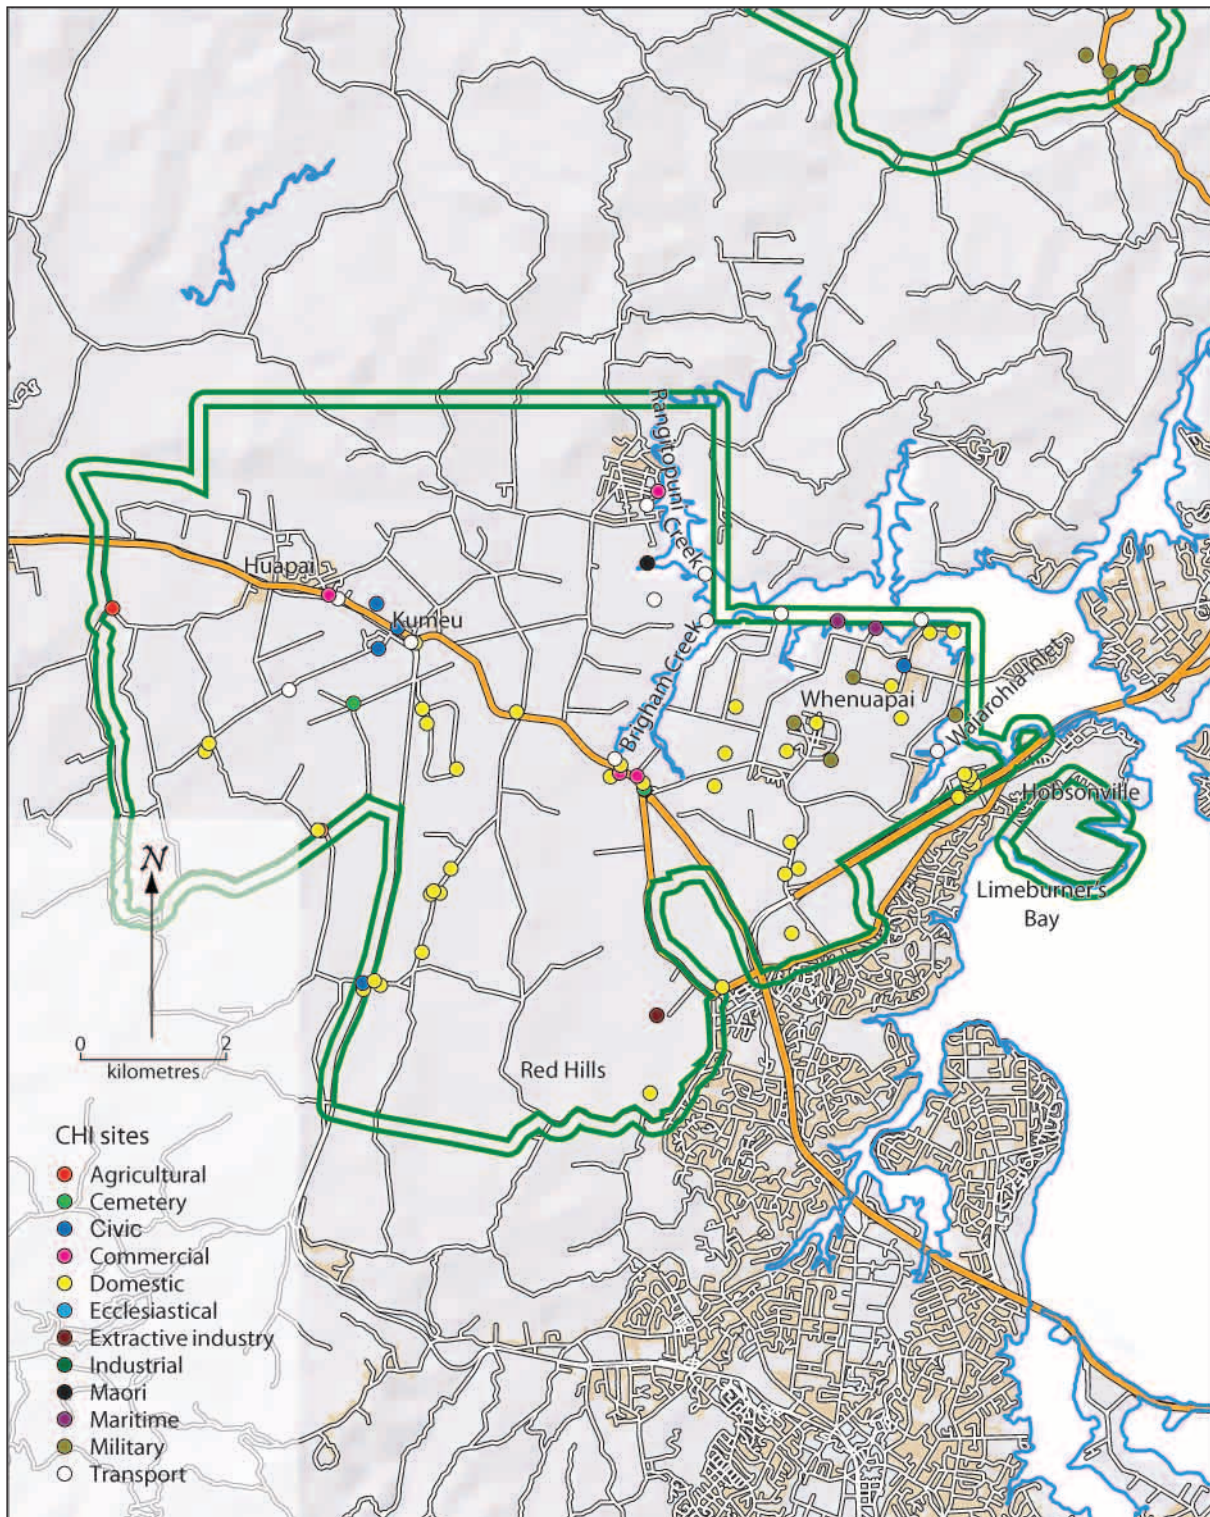 Rangitopuni Creek
Huapai
Kumeu
Brigham Creek
Whenuapai
Waiarohia Inlet
Hobsonville
Limeburner's
Bay
N
0 2
kilometres
Red Hills
CHI sites
Agricultural
Cemetery
Civic
Commercial
Domestic
Ecclesiastical
Extractive industry
Industrial
Maori
Maritime
Military
Transport